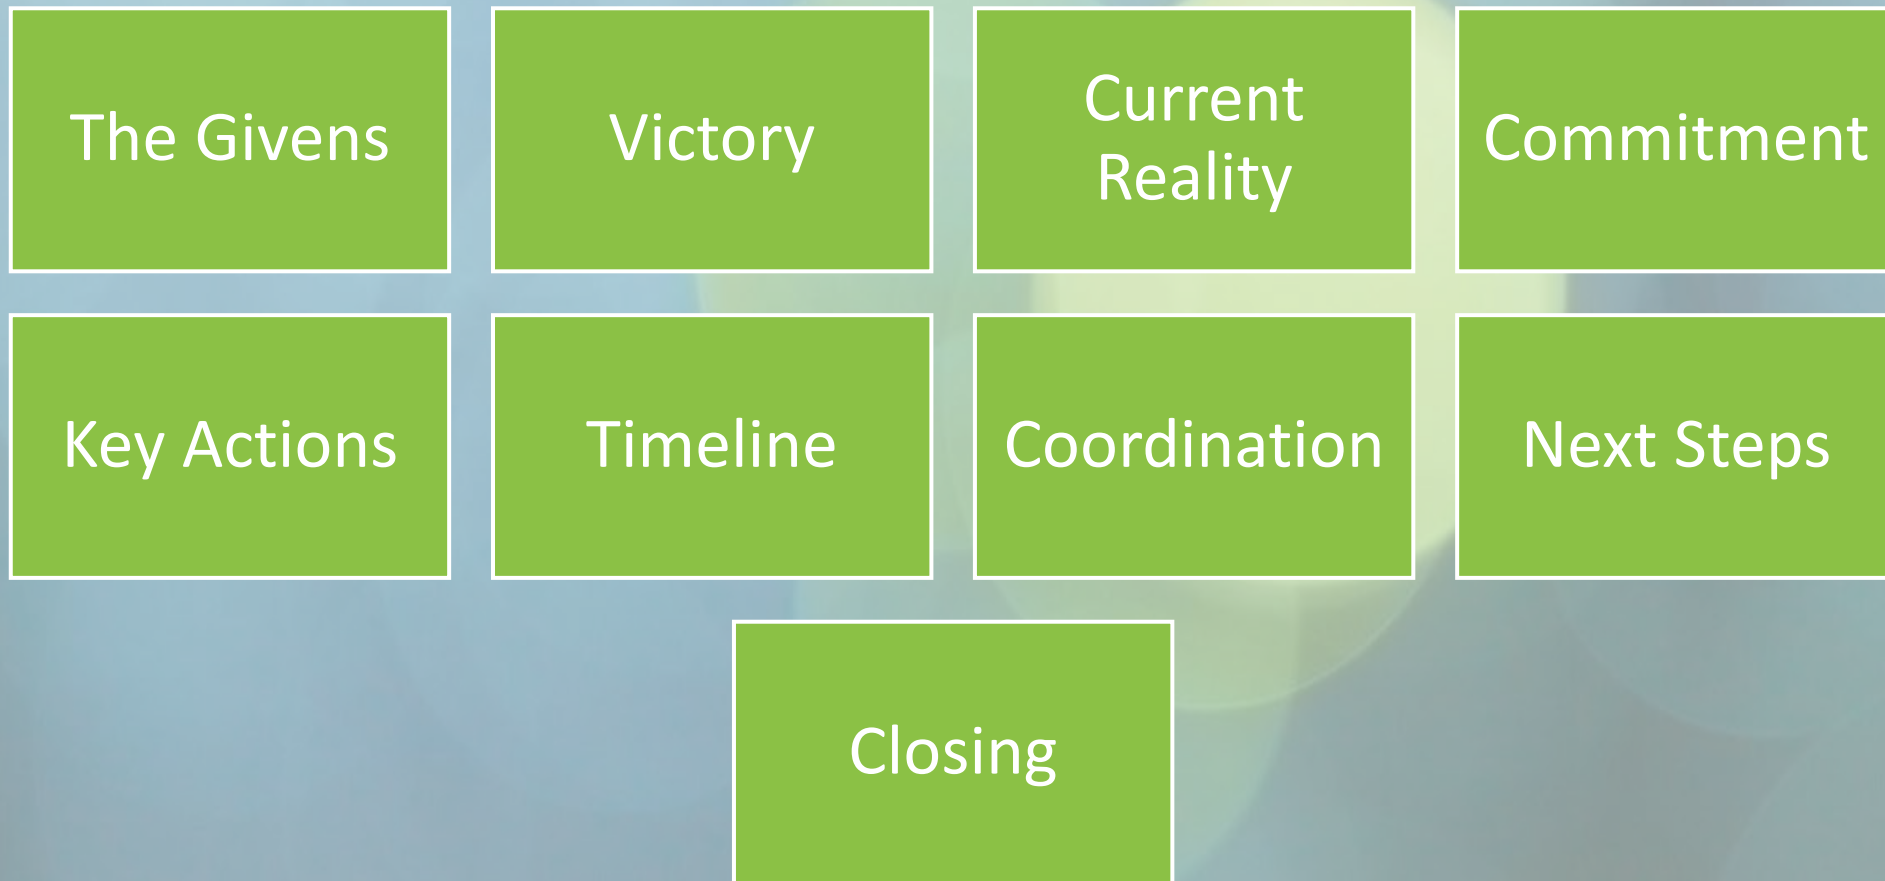 The Givens
Victory
Current
Reality
Commitment
Key Actions
Timeline
Coordination
Next Steps
Closing